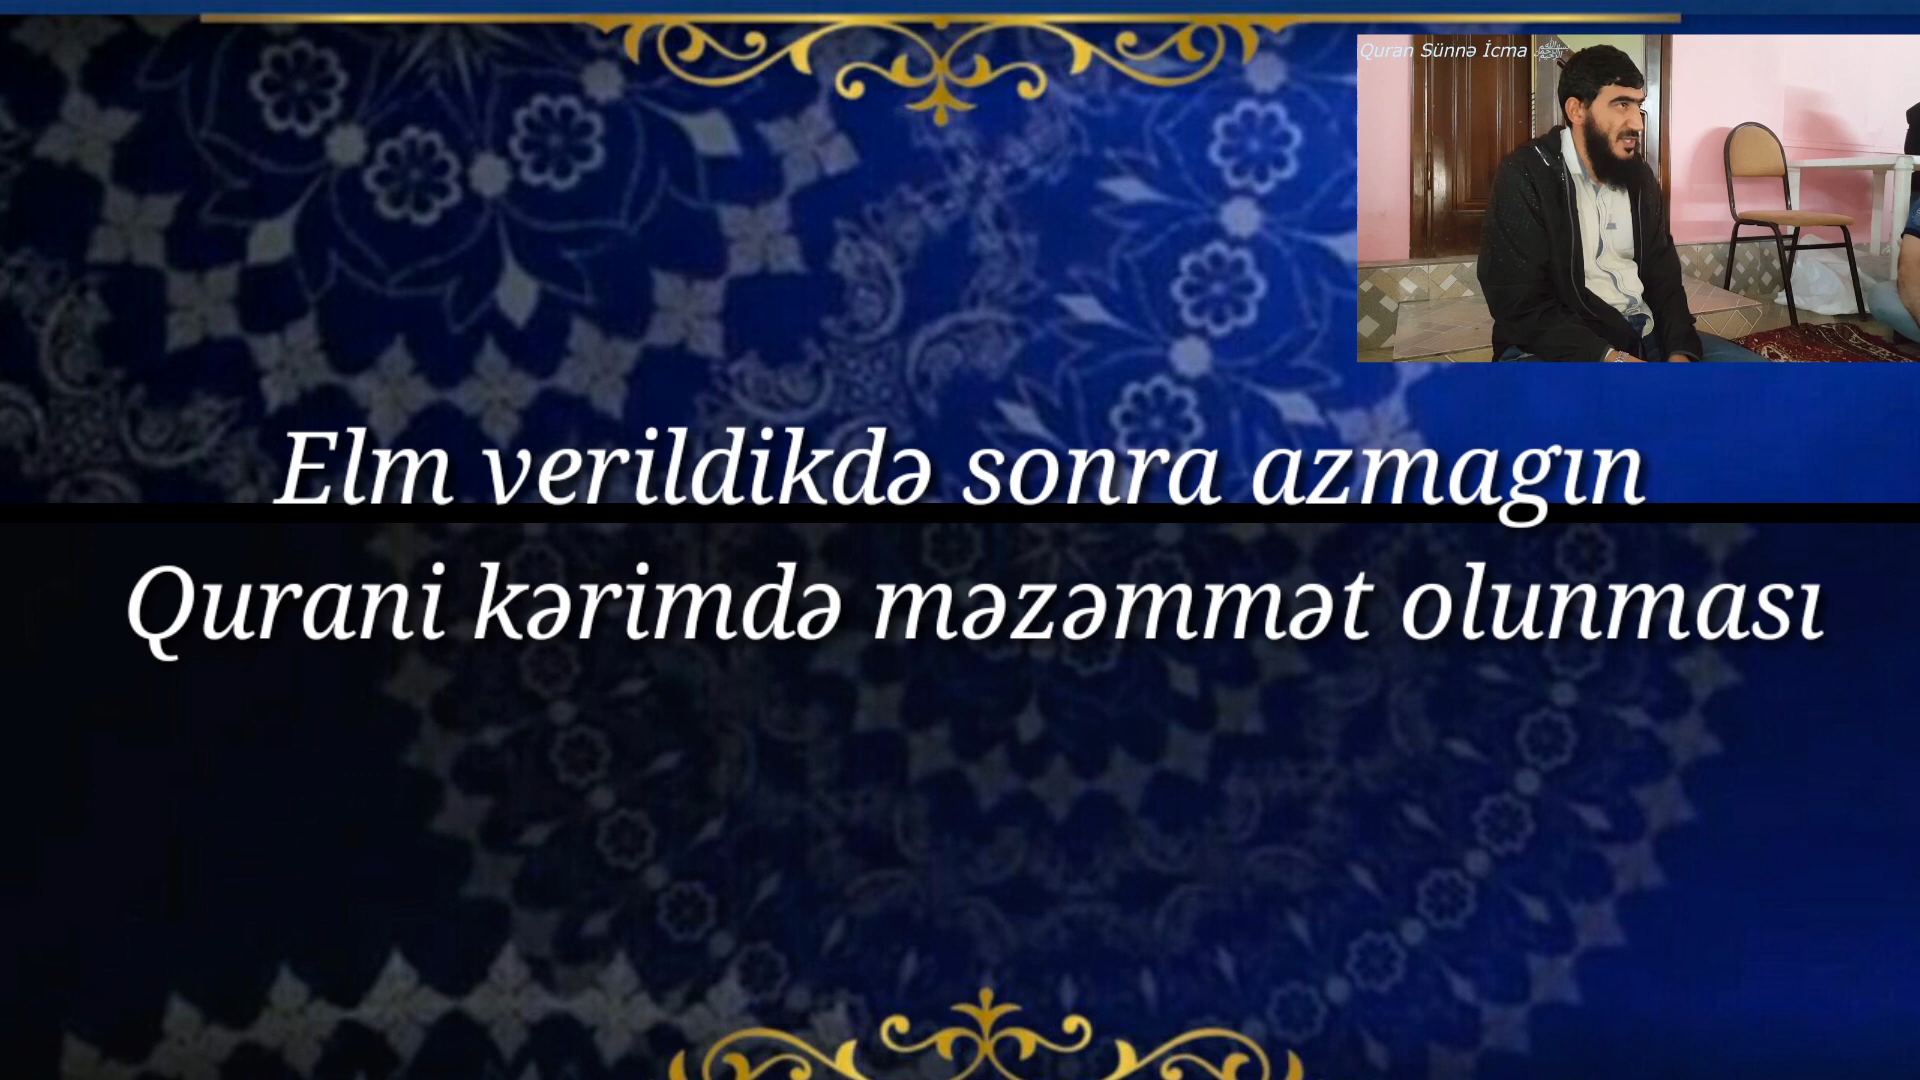 Quran Sünnə İcma ﷽
Elm verildikdə sonra azmagın
Qurani kərimdə məzəmmət olunması